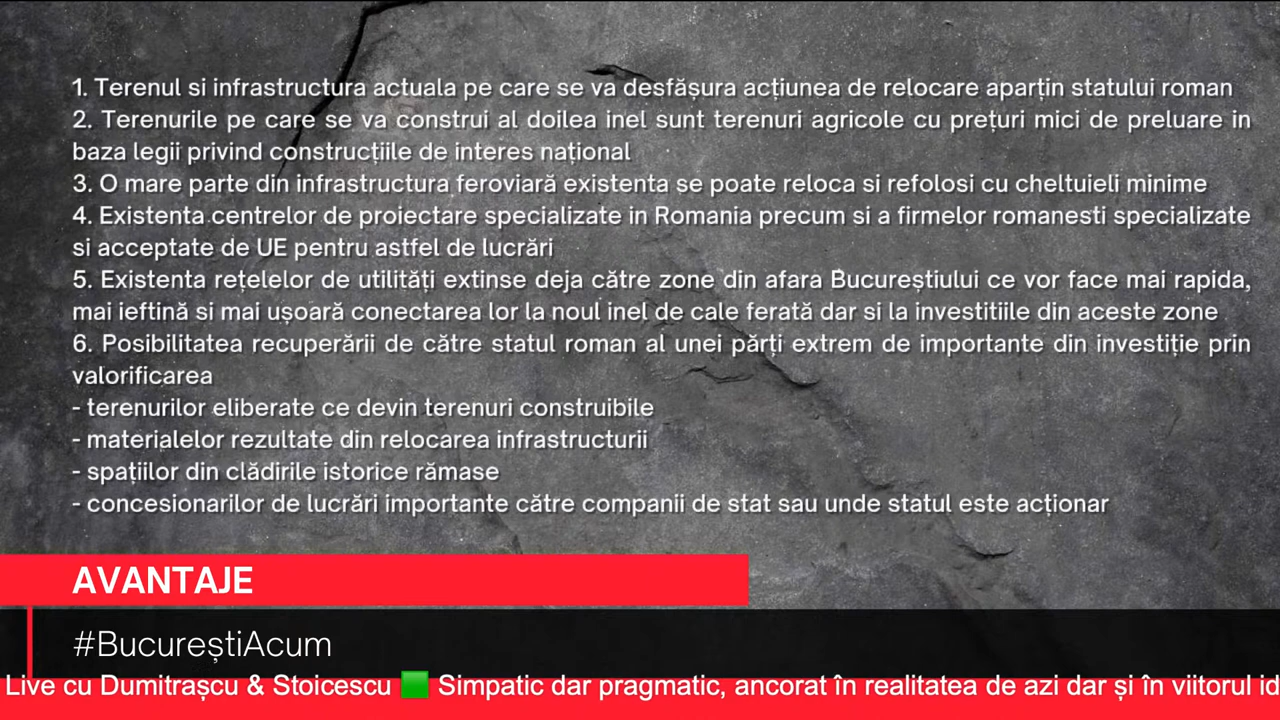 1. Terenul si infrastructura actuala pe care se va desfășura acțiunea de relocare aparțin statului roman
2. Terenurile pe care se va construi al doilea inel sunt terenuri agricole cu prețuri mici de preluare in
baza legii privind construcțiile de interes național
3. O mare parte din infrastructura feroviară existenta se poate reloca si refolosi cu cheltuieli minime
4. Existenta centrelor de proiectare specializate in Romania precum si a firmelor romanesti specializate
si acceptate de UE pentru astfel de lucrări
5. Existenta rețelelor de utilități extinse deja către zone din afara Bucureștiului ce vor face mai rapida,
mai ieftină si mai ușoară conectarea lor la noul inel de cale ferată dar si la investitiile din aceste zone
6. Posibilitatea recuperării de către statul roman al unei părți extrem de importante din investiție prin
valorificarea
- terenurilor eliberate ce devin terenuri construibile
- materialelor rezultate din relocarea infrastructurii
- spațiilor din clădirile istorice rămase
- concesionarilor de lucrări importante către companii de stat sau unde statul este acționar
AVANTAJE
#BucureștiAcum
Live cu Dumitrașcu & Stoicescu 🟩 Simpatic dar pragmatic, ancorat în realitatea de azi dar și în viitorul id